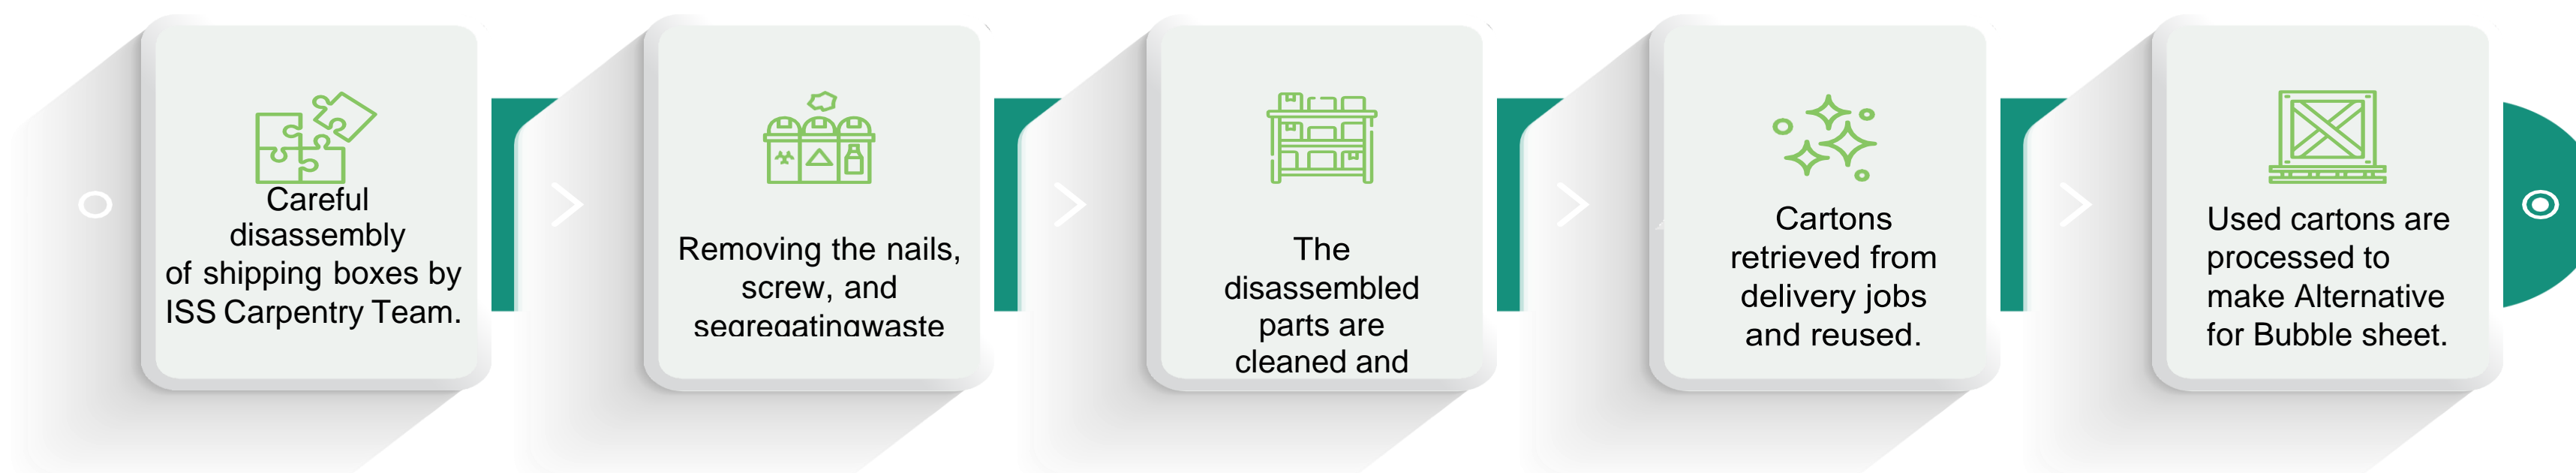 Careful
disassembly
of shipping boxes by
ISS Carpentry Team.
Removing the nails,
screw, and
segregatingwaste
The
disassembled
parts are
cleaned and
Cartons
retrieved from
delivery jobs
and reused.
Used cartons are
processed to
make Alternative
for Bubble sheet.